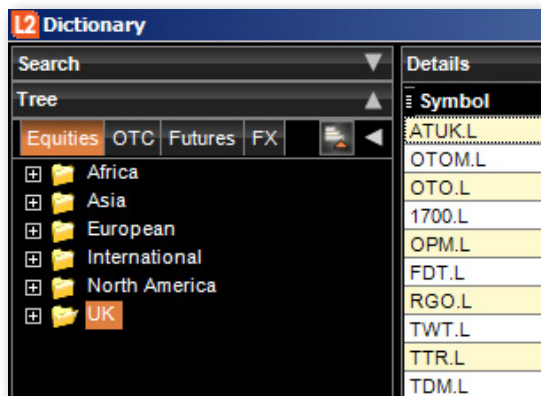 L2 Dictionary
Search
Tree
Equities OTC Futures FX
Africa
Asia
European
International
North America
UK
Details
Symbol
ATUK.L
OTOM.L
OTO.L
1700.L
OPM.L
FDT.L
RGO.L
TWT.L
TTR.L
TDM.L